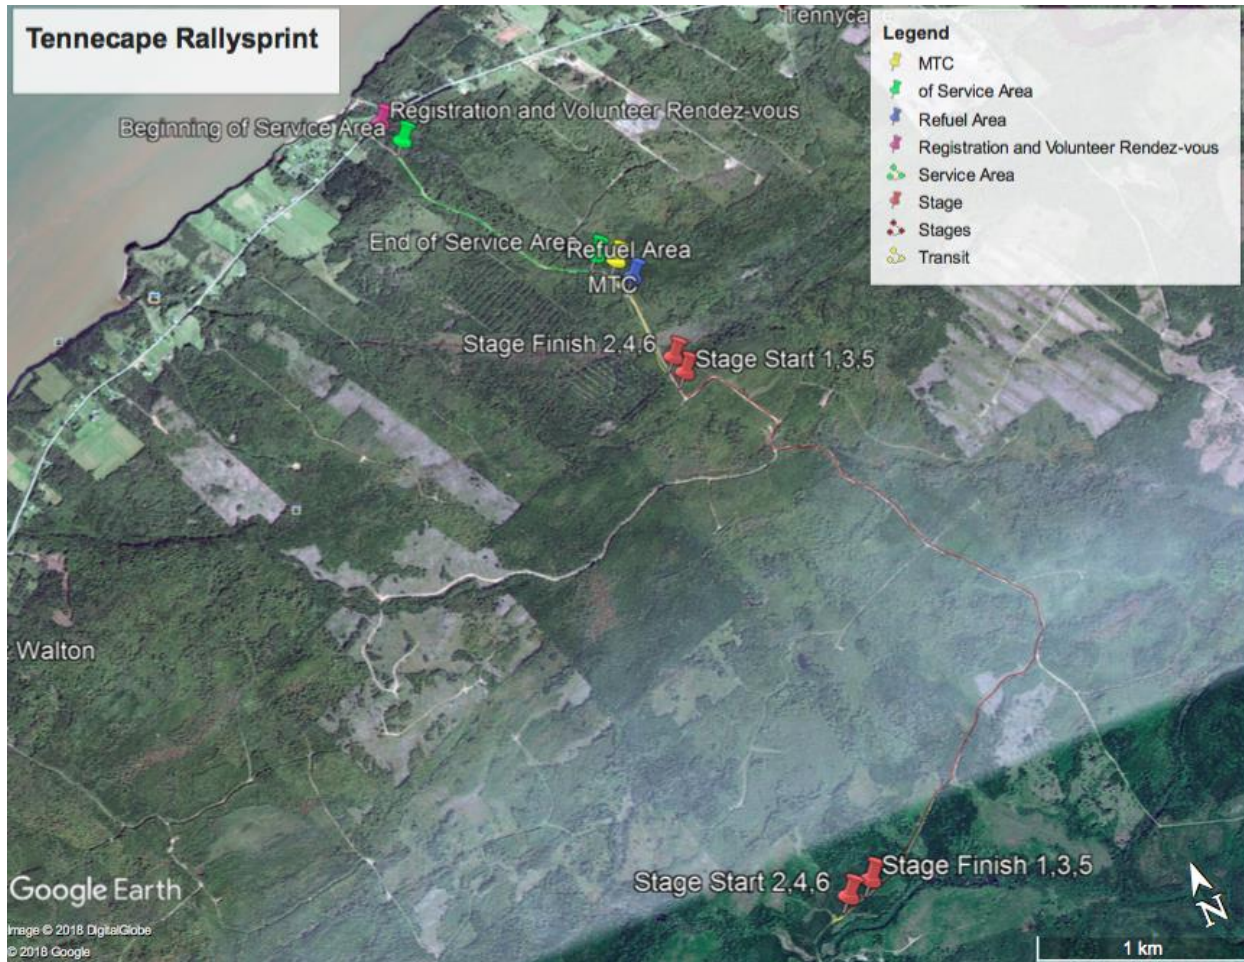 Tennecape Rallysprint
Tennycape
Legend
MTC
of Service Area
Refuel Area
Registration and Volunteer Rendez-vous
Service Area
Stage
Stages
Transit
Registration and Volunteer Rendez-vous
Beginning of Service Area
End of Service Area
Refuel Area
MTC
Stage Finish 2,4,6
Stage Start 1,3,5
Walton
Stage Finish 1,3,5
Stage Start 2,4,6
Google Earth
Image © 2018 DigitalGlobe
© 2018 Google
N
1 km